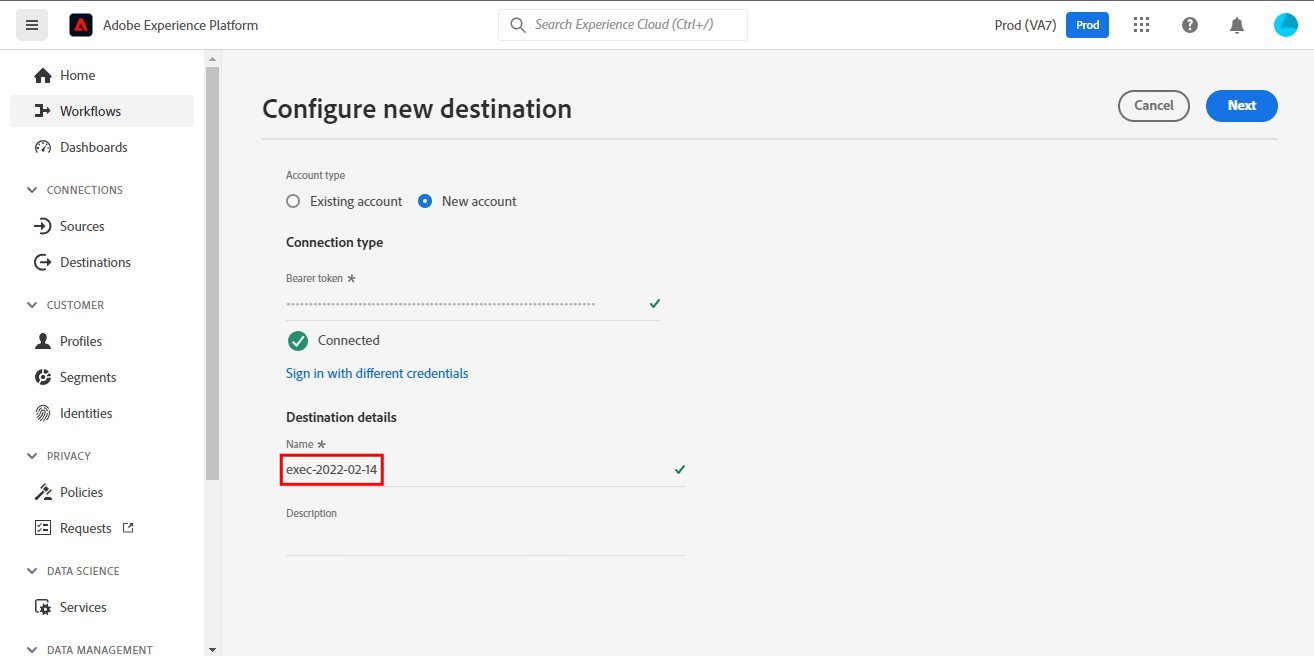 Adobe Experience Platform
Search Experience Cloud (Ctrl+/)
Prod (VA7)
Prod
Home
Workflows
Dashboards
CONNECTIONS
Sources
Destinations
CUSTOMER
Profiles
Segments
Identities
PRIVACY
Policies
Requests
DATA SCIENCE
Services
DATA MANAGEMENT
Configure new destination
Cancel
Next
Account type
Existing account
New account
Connection type
Bearer token *
Connected
Sign in with different credentials
Destination details
Name *
exec-2022-02-14
Description